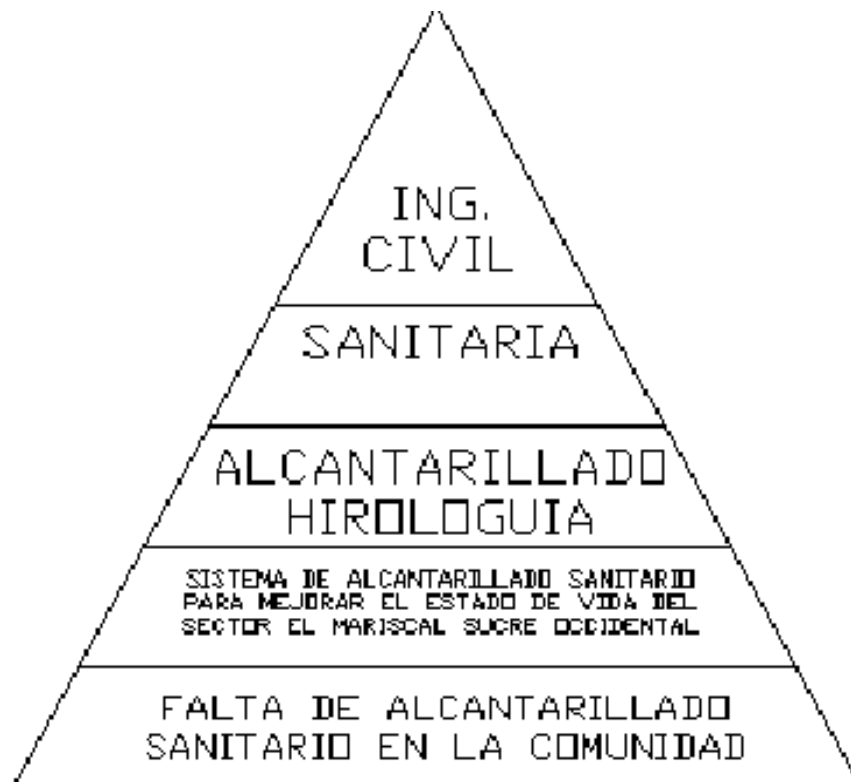 ING.
CIVIL
SANITARIA
ALCANTARILLADO
HIROLOGUIA
SISTEMA DE ALCANTARILLADO SANITARIO
PARA MEJORAR EL ESTADO DE VIDA DEL
SECTOR EL MARISCAL SUCRE OCCIDENTAL
FALTA DE ALCANTARILLADO
SANITARIO EN LA COMUNIDAD